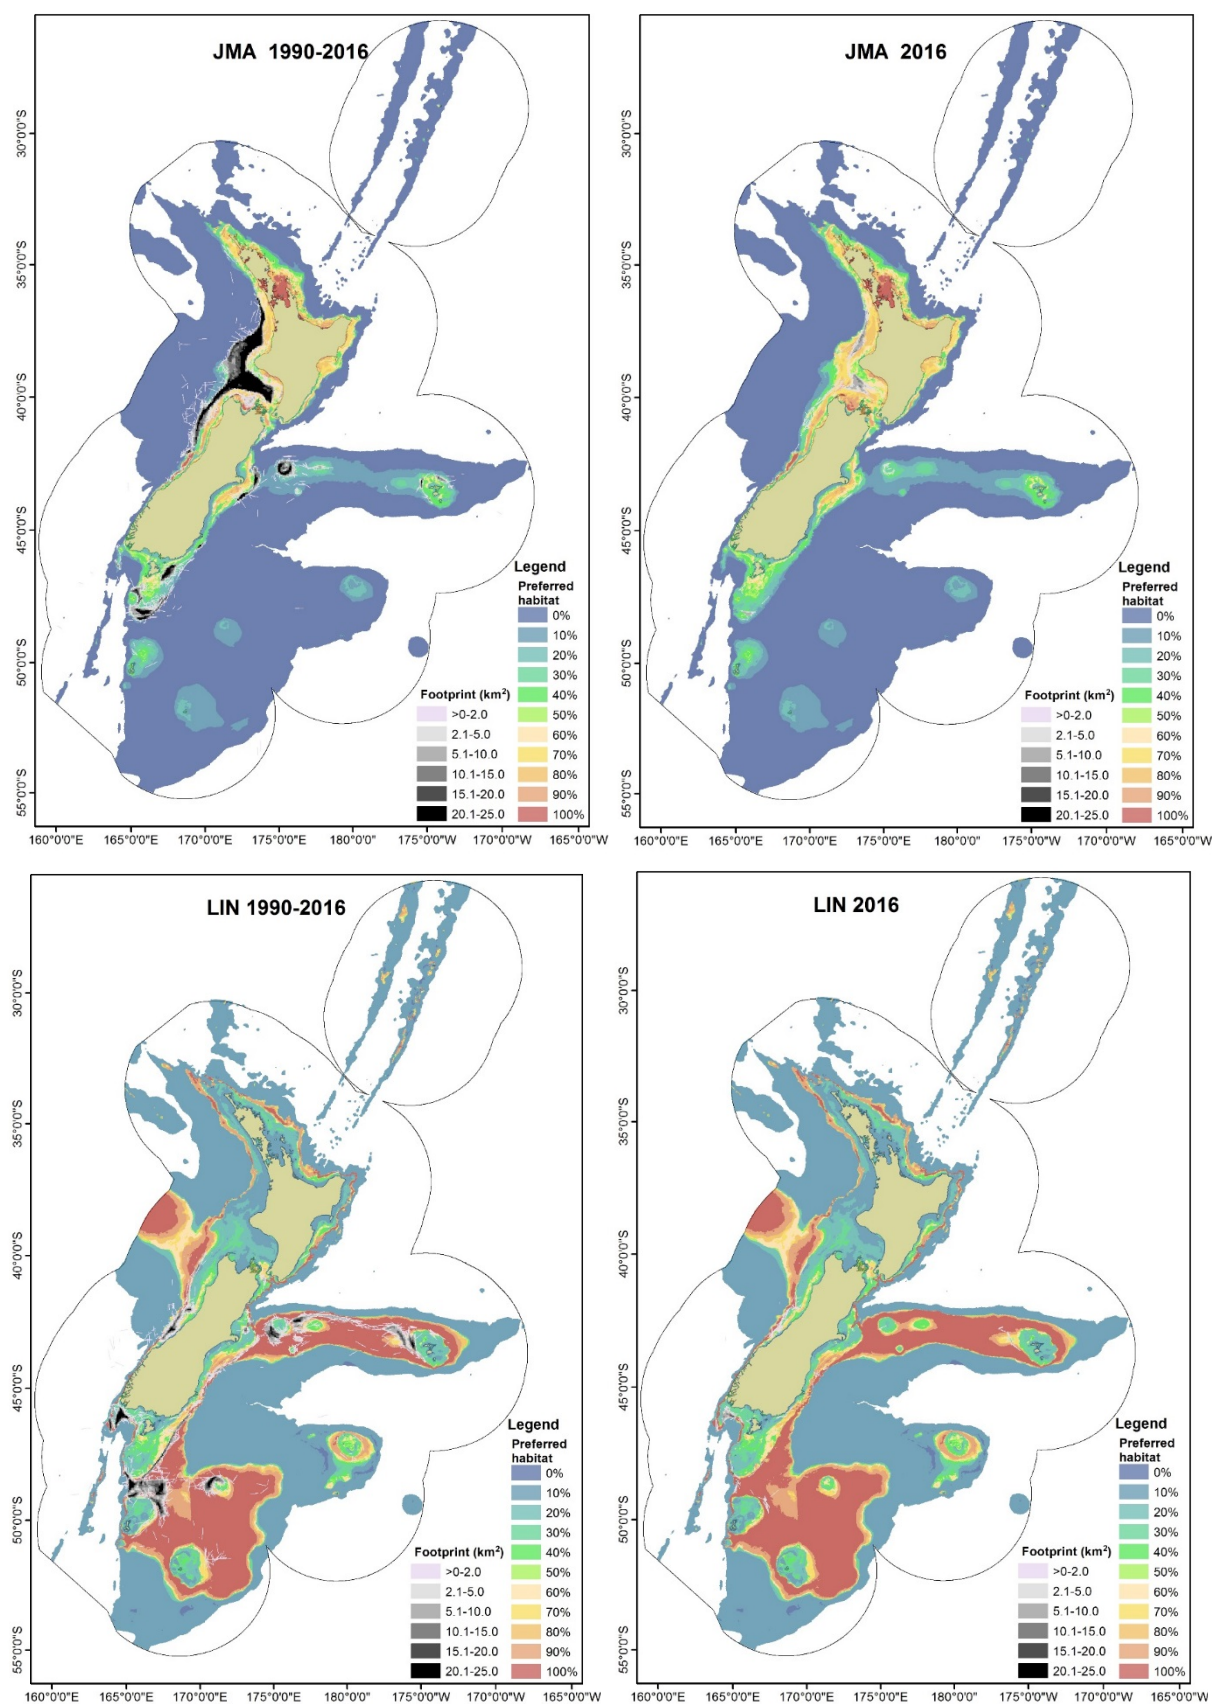 JMA 1990-2016
30°0'0"S
35°0'0"S
40°0'0"S
45°0'0"S
50°0'0"S
55°0'0"S
Legend
Preferred
habitat
0%
10%
20%
30%
40%
50%
60%
70%
80%
90%
100%
Footprint (km²)
>0-2.0
2.1-5.0
5.1-10.0
10.1-15.0
15.1-20.0
20.1-25.0
160°0'0"E 165°0'0"E 170°0'0"E 175°0'0"E 180°0'0" 175°0'0"W 165°0'0"W
JMA 2016
30°0'0"S
35°0'0"S
40°0'0"S
45°0'0"S
50°0'0"S
55°0'0"S
Legend
Preferred
habitat
0%
10%
20%
30%
40%
50%
60%
70%
80%
90%
100%
Footprint (km²)
>0-2.0
2.1-5.0
5.1-10.0
10.1-15.0
15.1-20.0
20.1-25.0
160°0'0"E 165°0'0"E 170°0'0"E 175°0'0"E 180°0'0" 175°0'0"W 170°0'0"W 165°0'0"W
LIN 1990-2016
30°0'0"S
35°0'0"S
40°0'0"S
45°0'0"S
50°0'0"S
55°0'0"S
Legend
Preferred
habitat
0%
10%
20%
30%
40%
50%
60%
70%
80%
90%
100%
Footprint (km²)
>0-2.0
2.1-5.0
5.1-10.0
10.1-15.0
15.1-20.0
20.1-25.0
160°0'0"E 165°0'0"E 170°0'0"E 175°0'0"E 180°0'0" 175°0'0"W 170°0'0"W 165°0'0"W
LIN 2016
30°0'0"S
35°0'0"S
40°0'0"S
45°0'0"S
50°0'0"S
55°0'0"S
Legend
Preferred
habitat
0%
10%
20%
30%
40%
50%
60%
70%
80%
90%
100%
Footprint (km²)
>0-2.0
2.1-5.0
5.1-10.0
10.1-15.0
15.1-20.0
20.1-25.0
160°0'0"E 165°0'0"E 170°0'0"E 175°0'0"E 180°0'0" 175°0'0"W 170°0'0"W 165°0'0"W